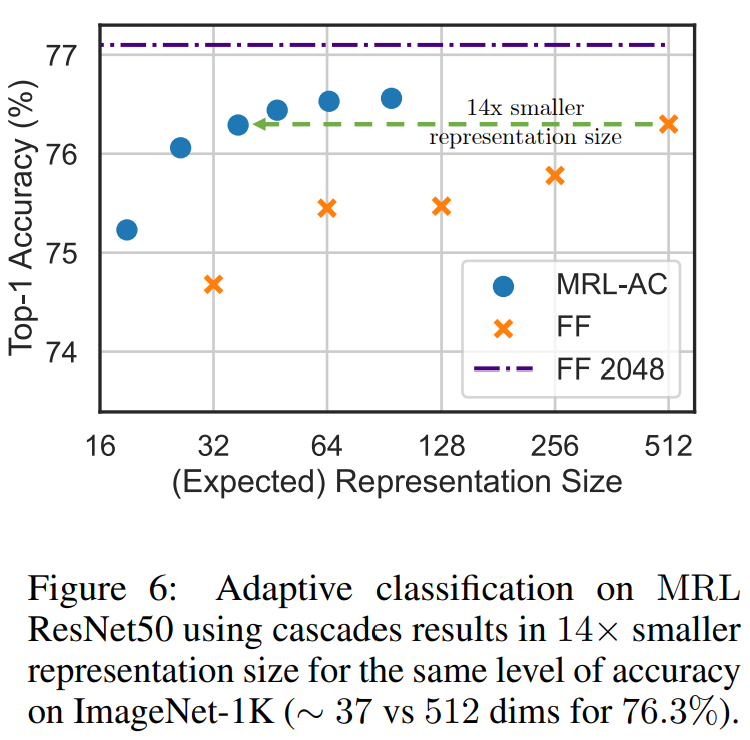 77
76
75
74
Top-1 Accuracy (%)
14x smaller
representation size
MRL-AC
FF
FF 2048
16 32 64 128 256 512
(Expected) Representation Size
Figure 6: Adaptive classification on MRL
ResNet50 using cascades results in 14× smaller
representation size for the same level of accuracy
on ImageNet-1K (∼ 37 vs 512 dims for 76.3%).